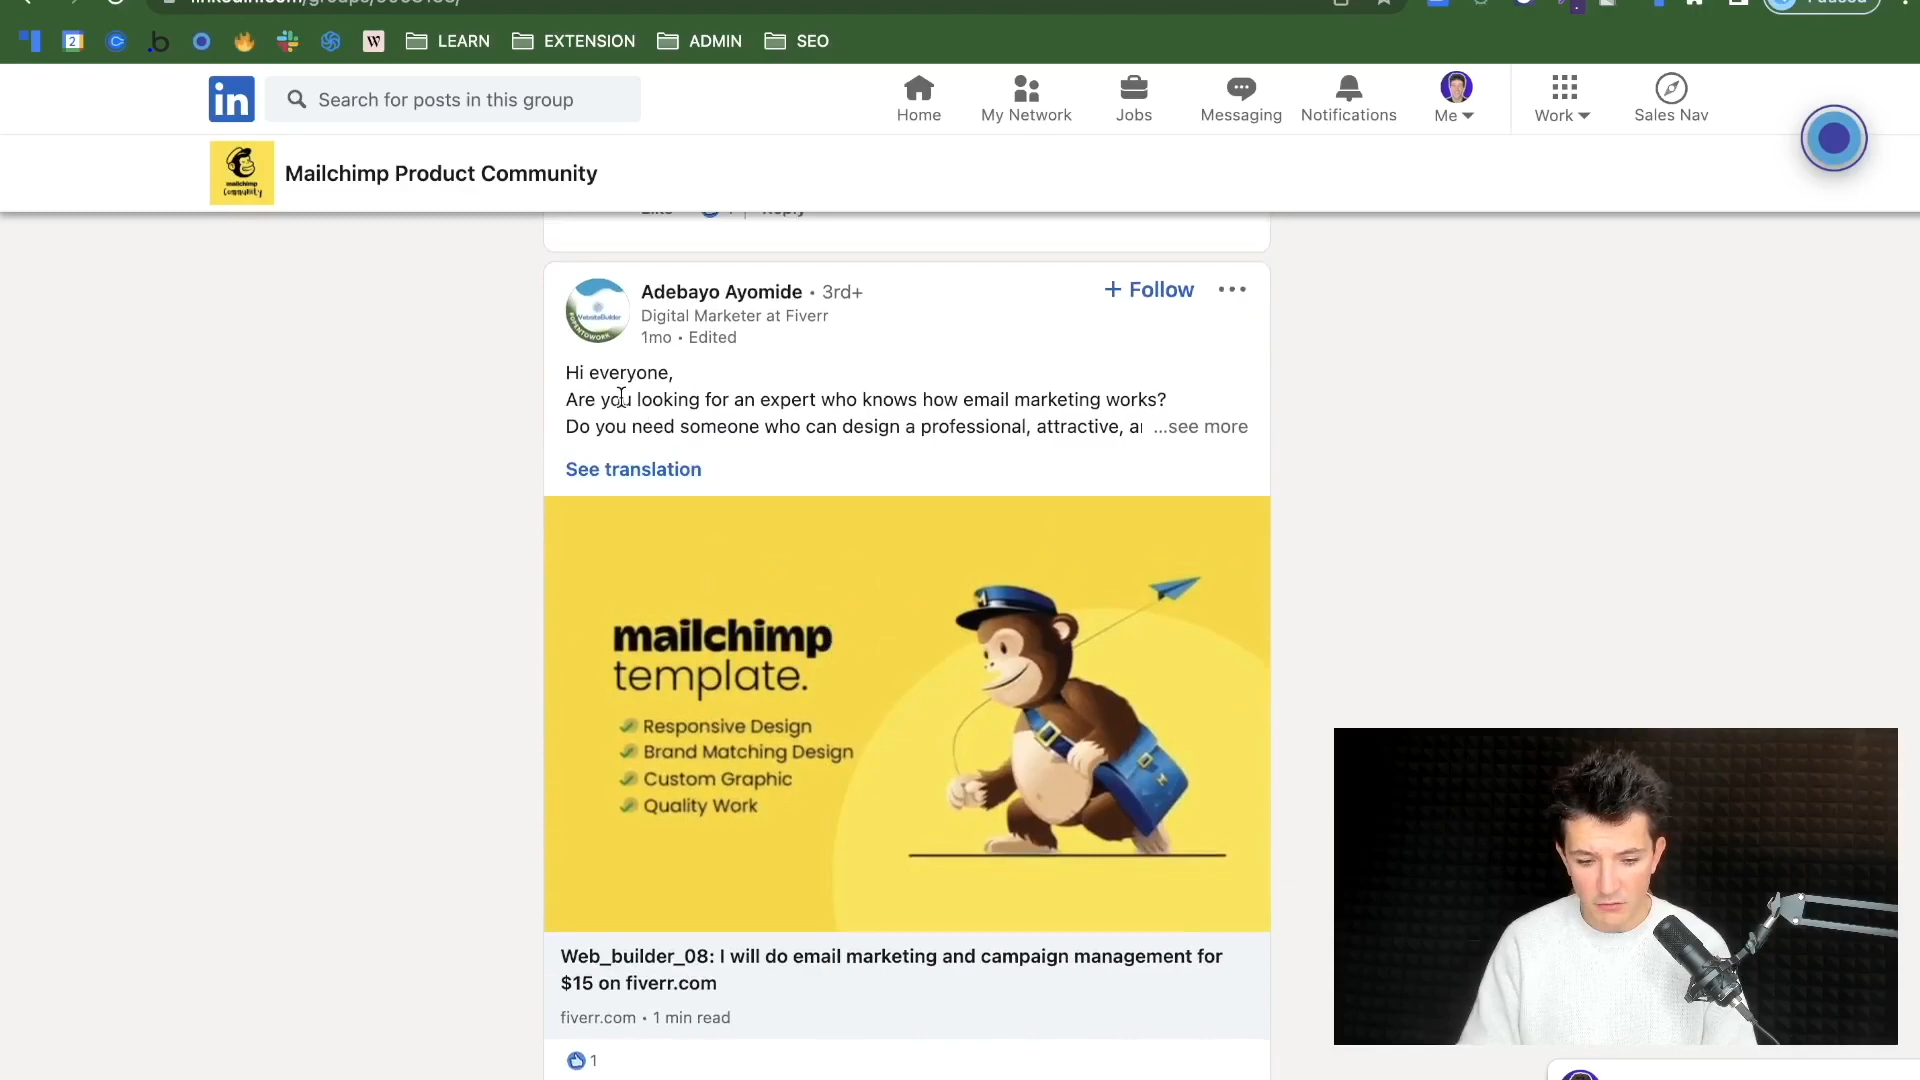 LEARN
EXTENSION
ADMIN
SEO
in
Search for posts in this group
Home
My Network
Jobs
Messaging
Notifications
Me
Work
Sales Nav
mailchimp
Community
Mailchimp Product Community
Adebayo Ayomide • 3rd+
+ Follow
Digital Marketer at Fiverr
1mo • Edited
Hi everyone,
Are you looking for an expert who knows how email marketing works?
Do you need someone who can design a professional, attractive, ...see more
See translation
mailchimp
template.
Responsive Design
Brand Matching Design
Custom Graphic
Quality Work
Web_builder_08: I will do email marketing and campaign management for
$15 on fiverr.com
fiverr.com • 1 min read
1